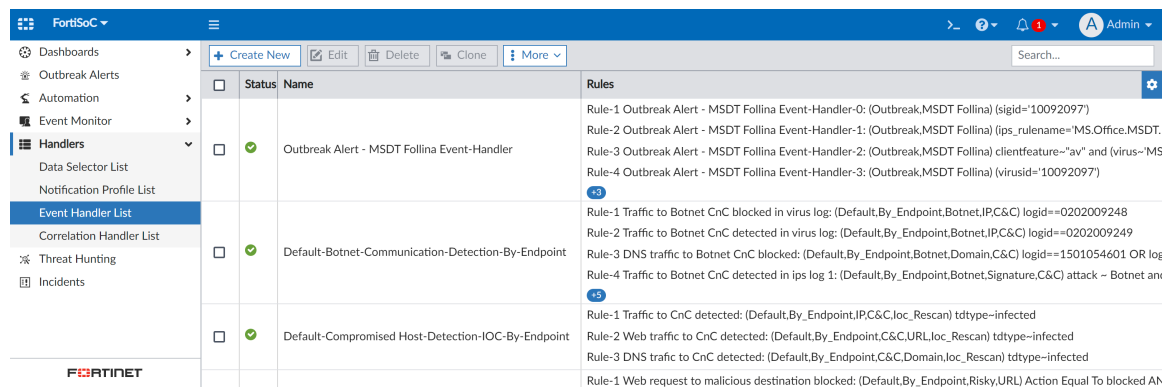 FortiSoC
1
A
Admin
Dashboards
Outbreak Alerts
Automation
Event Monitor
Handlers
Data Selector List
Notification Profile List
Event Handler List
Correlation Handler List
Threat Hunting
Incidents
FORTINET
+ Create New
Edit
Delete
Clone
More
Search...
Status
Name
Rules
Outbreak Alert - MSDT Follina Event-Handler
Rule-1 Outbreak Alert - MSDT Follina Event-Handler-0: (Outbreak,MSDT Follina) (sigid='10092097')
Rule-2 Outbreak Alert - MSDT Follina Event-Handler-1: (Outbreak,MSDT Follina) (ips_rulename='MS.Office.MSDT.
Rule-3 Outbreak Alert - MSDT Follina Event-Handler-2: (Outbreak,MSDT Follina) clientfeature~"av" and (virus~'MS
Rule-4 Outbreak Alert - MSDT Follina Event-Handler-3: (Outbreak,MSDT Follina) (virusid='10092097')
+3
Default-Botnet-Communication-Detection-By-Endpoint
Rule-1 Traffic to Botnet CnC blocked in virus log: (Default,By_Endpoint,Botnet,IP,C&C) logid==0202009248
Rule-2 Traffic to Botnet CnC detected in virus log: (Default,By_Endpoint,Botnet,IP,C&C) logid==0202009249
Rule-3 DNS traffic to Botnet CnC blocked: (Default,By_Endpoint,Botnet,Domain,C&C) logid==1501054601 OR log
Rule-4 Traffic to Botnet CnC detected in ips log 1: (Default,By_Endpoint,Botnet,Signature,C&C) attack ~ Botnet and
+5
Default-Compromised Host-Detection-IOC-By-Endpoint
Rule-1 Traffic to CnC detected: (Default,By_Endpoint,IP,C&C,Ioc_Rescan) tdtype~infected
Rule-2 Web traffic to CnC detected: (Default,By_Endpoint,C&C,URL,Ioc_Rescan) tdtype~infected
Rule-3 DNS trafic to CnC detected: (Default,By_Endpoint,C&C,Domain,Ioc_Rescan) tdtype~infected
Rule-1 Web request to malicious destination blocked: (Default,By_Endpoint,Risky,URL) Action Equal To blocked AN